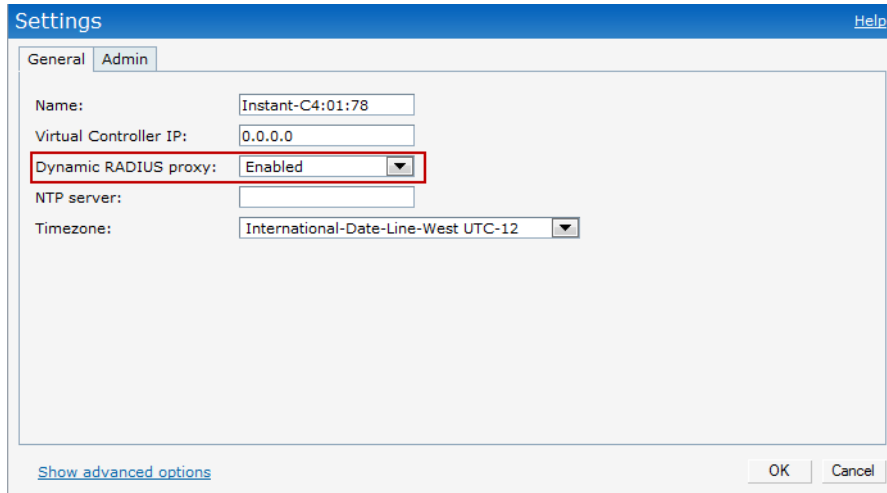 Settings
Help
General Admin
Name: Instant-C4:01:78
Virtual Controller IP: 0.0.0.0
Dynamic RADIUS proxy: Enabled
NTP server:
Timezone: International-Date-Line-West UTC-12
Show advanced options
OK Cancel